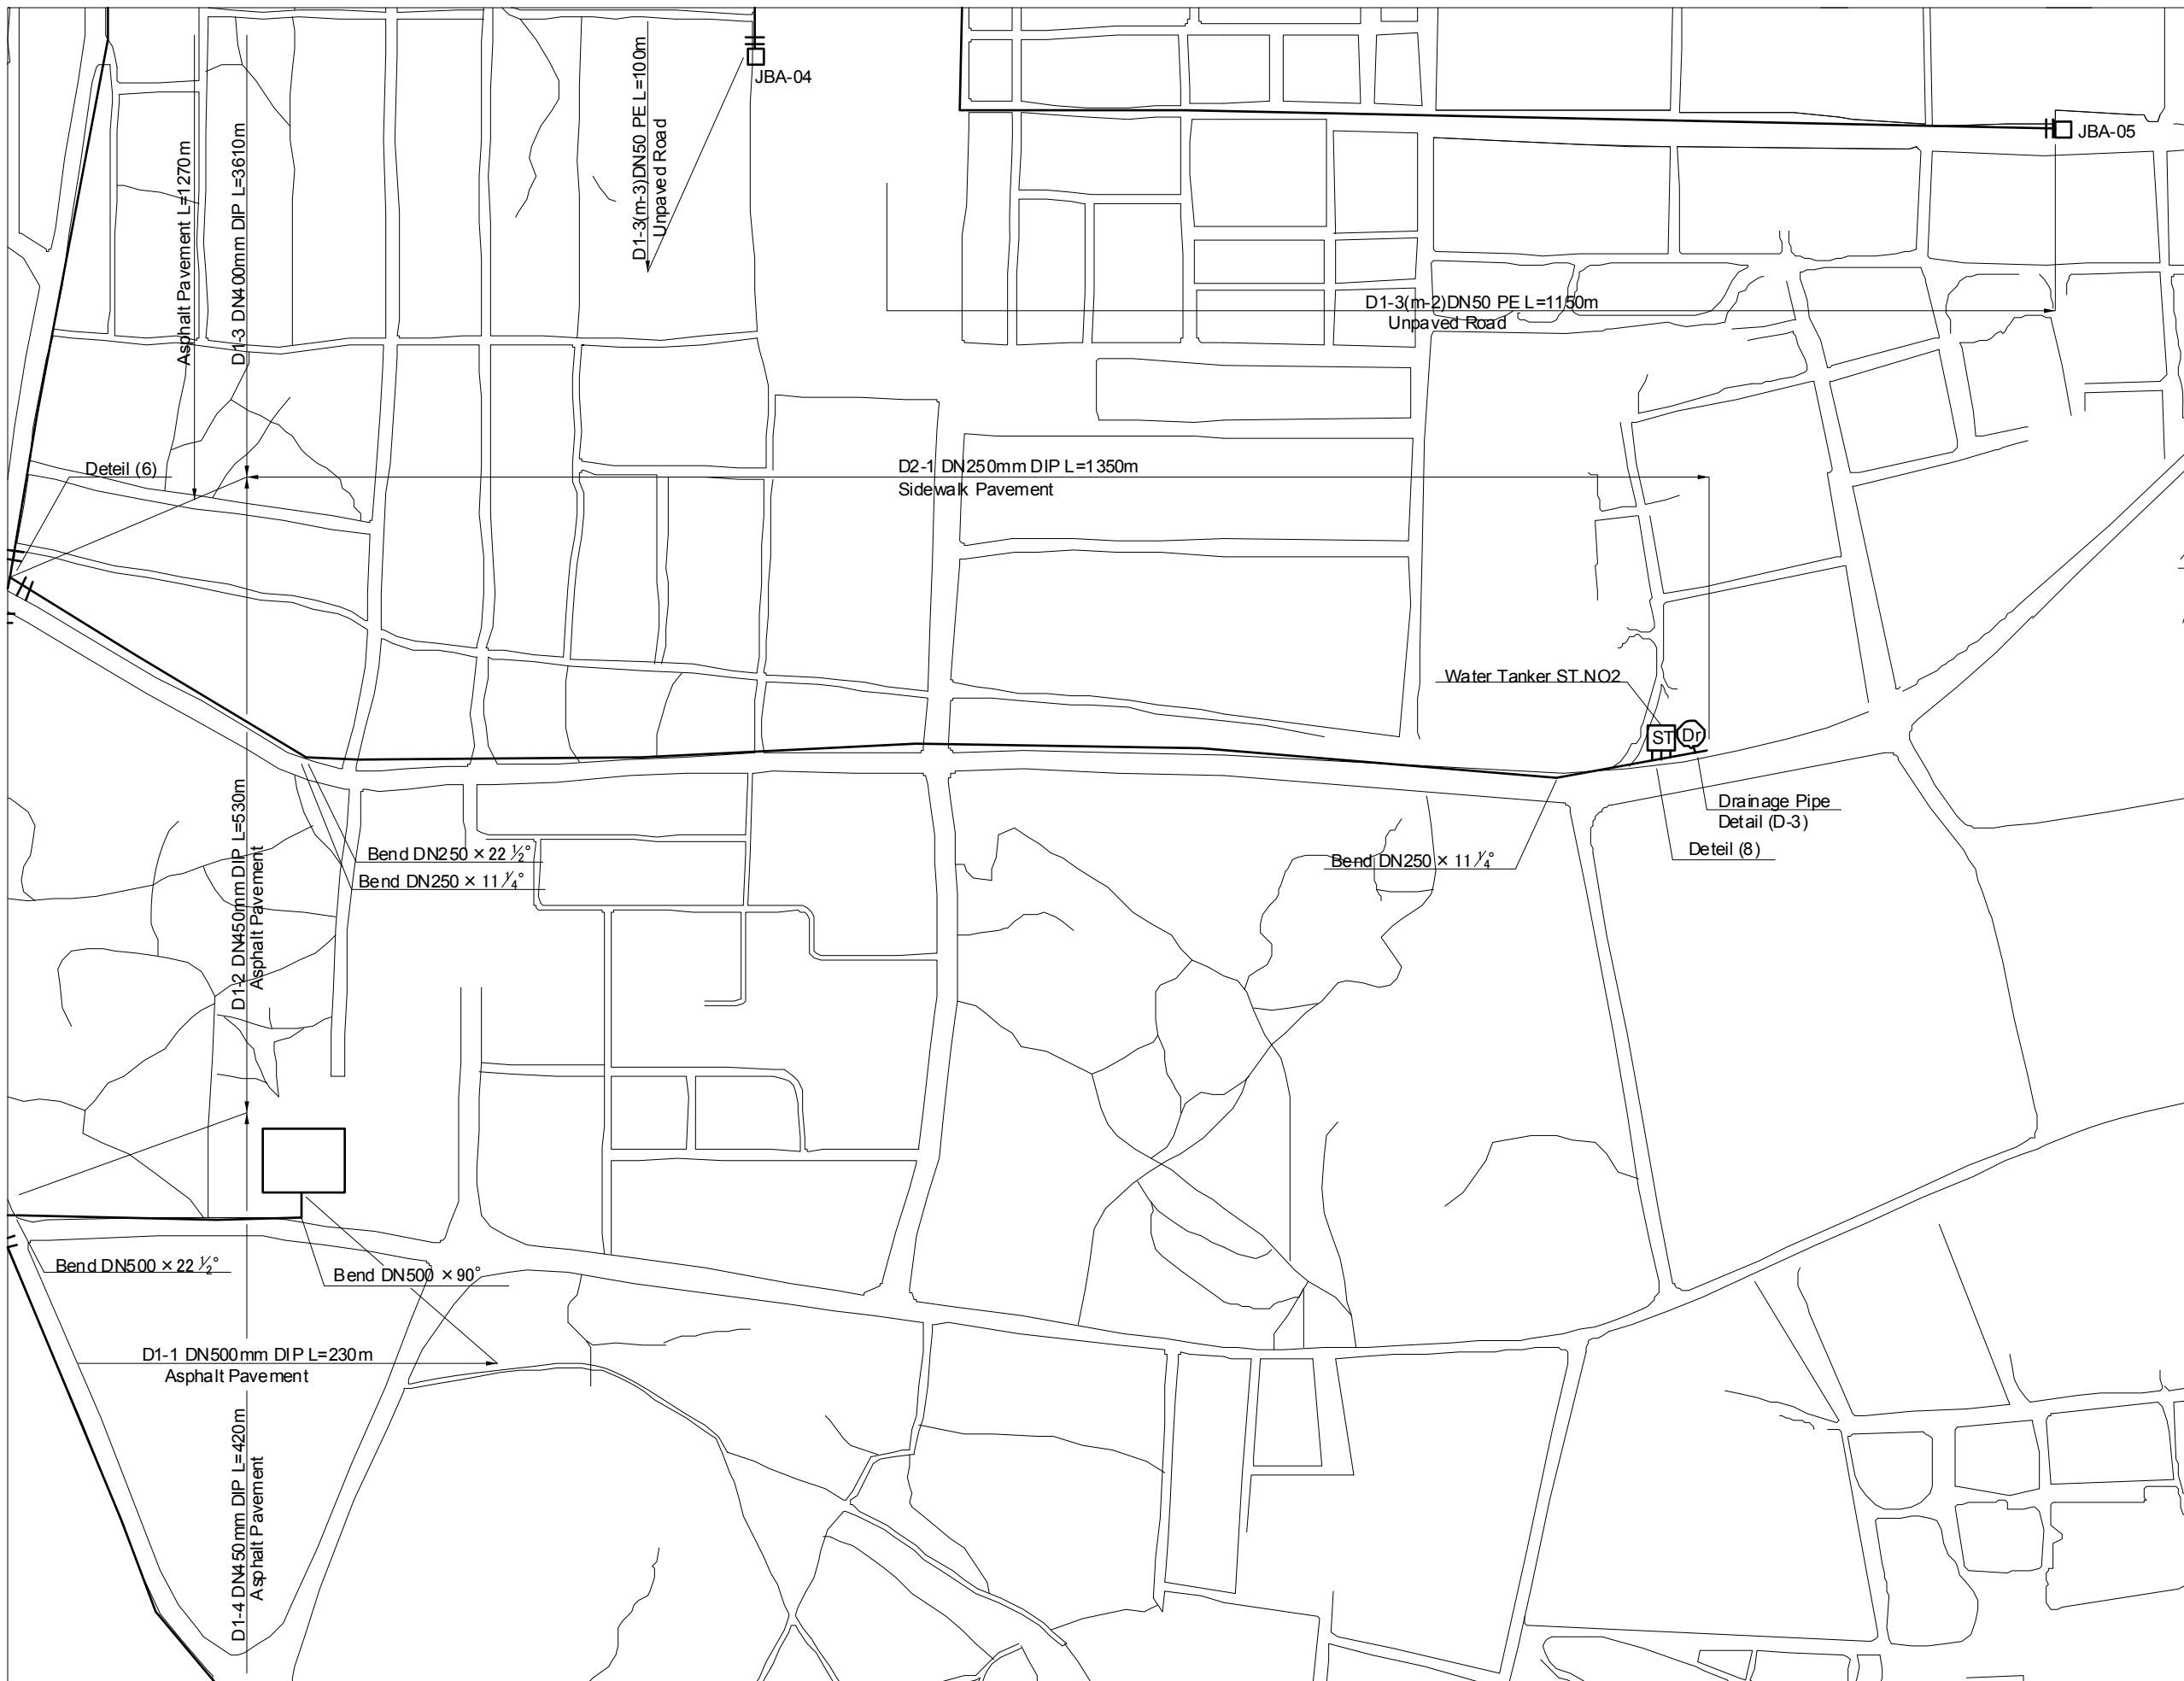 JBA-04
D1-3(m-3)DN50 PE L=100m
Unpaved Road
JBA-05
Asphalt Pavement L=1270m
D1-3 DN400mm DIP L=3610m
D1-3(m-2)DN50 PE L=1150m
Unpaved Road
Deteil (6)
D2-1 DN250mm DIP L=1350m
Sidewalk Pavement
Water Tanker ST.NO2
ST
Dr
Drainage Pipe
Detail (D-3)
Deteil (8)
Bend DN250 × 22 ½°
Bend DN250 × 11 ¼°
Bend DN250 × 11 ¼°
D1-2 DN450mm DIP L=530m
Asphalt Pavement
Bend DN500 × 22 ½°
Bend DN500 × 90°
D1-1 DN500mm DIP L=230m
Asphalt Pavement
D1-4 DN450mm DIP L=420m
Asphalt Pavement